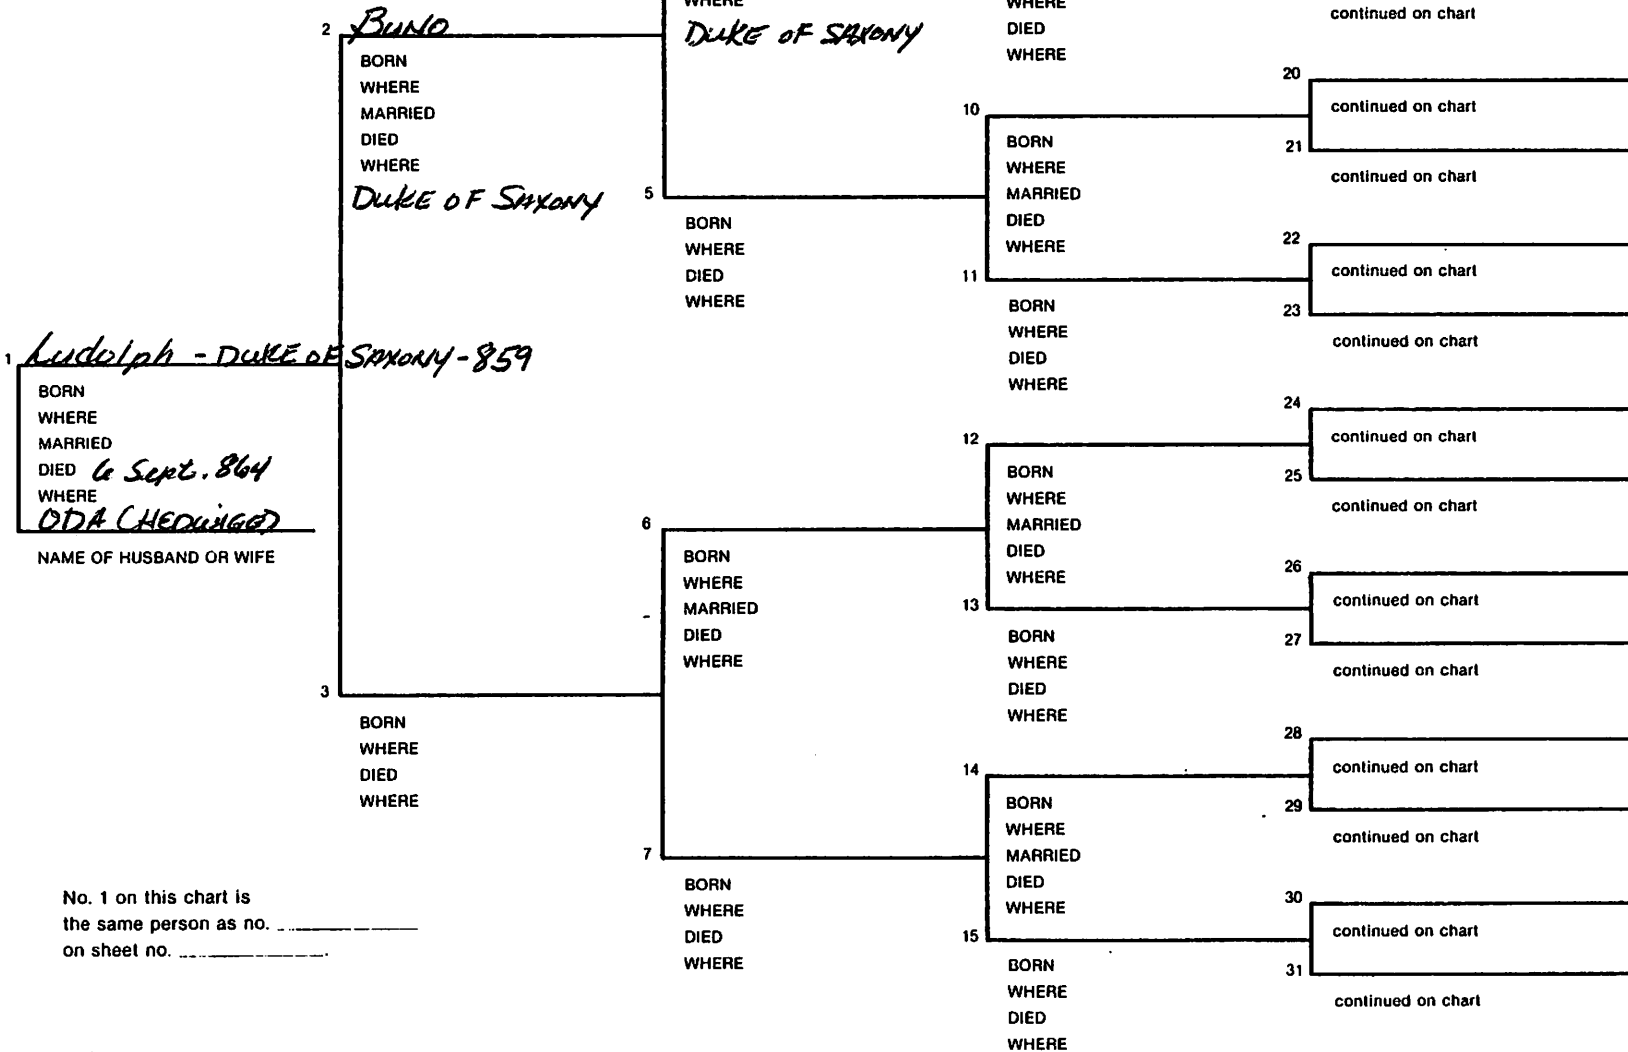 2 BUNO
BORN
WHERE
MARRIED
DIED
WHERE
DUKE OF SAXONY
WHERE
DUKE OF SAXONY
WHERE
DIED
WHERE
continued on chart
20
continued on chart
21
continued on chart
10
BORN
WHERE
MARRIED
DIED
WHERE
5
BORN
WHERE
DIED
WHERE
22
continued on chart
23
continued on chart
11
BORN
WHERE
DIED
WHERE
1 Ludolph - DUKE OF SAXONY - 859
BORN
WHERE
MARRIED
DIED 6 Sept. 864
WHERE
ODA (
NAME OF HUSBAND OR WIFE
24
continued on chart
25
continued on chart
12
BORN
WHERE
MARRIED
DIED
WHERE
6
BORN
WHERE
MARRIED
DIED
WHERE
26
continued on chart
27
continued on chart
13
BORN
WHERE
DIED
WHERE
3
BORN
WHERE
DIED
WHERE
28
continued on chart
29
continued on chart
14
BORN
WHERE
MARRIED
DIED
WHERE
7
BORN
WHERE
DIED
WHERE
30
continued on chart
31
continued on chart
15
BORN
WHERE
DIED
WHERE
No. 1 on this chart is
the same person as no.
on sheet no.